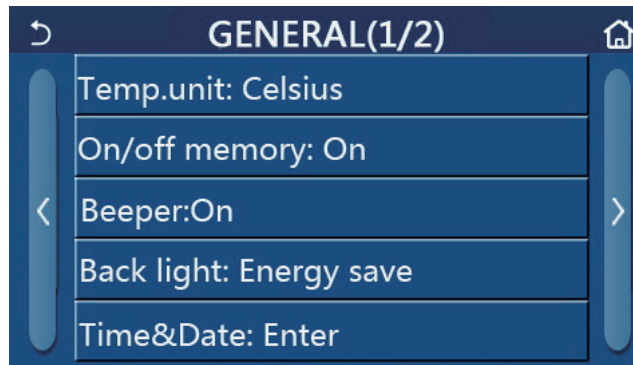 GENERAL(1/2)
Temp.unit: Celsius
On/off memory: On
Beeper:On
Back light: Energy save
Time&Date: Enter